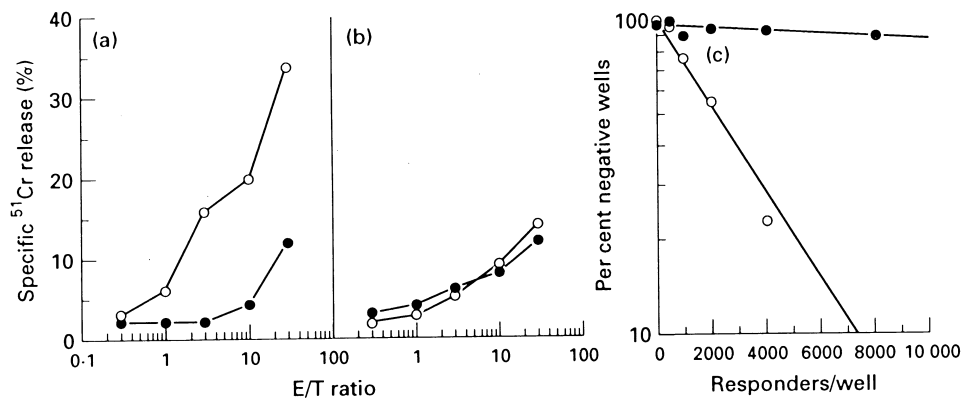 (a)
Specific ⁵¹Cr release (%)
40
30
20
10
0
0·1
1
10
100
(b)
1
10
100
E/T ratio
(c)
Per cent negative wells
100
10
0
2000
4000
6000
8000
10 000
Responders/well